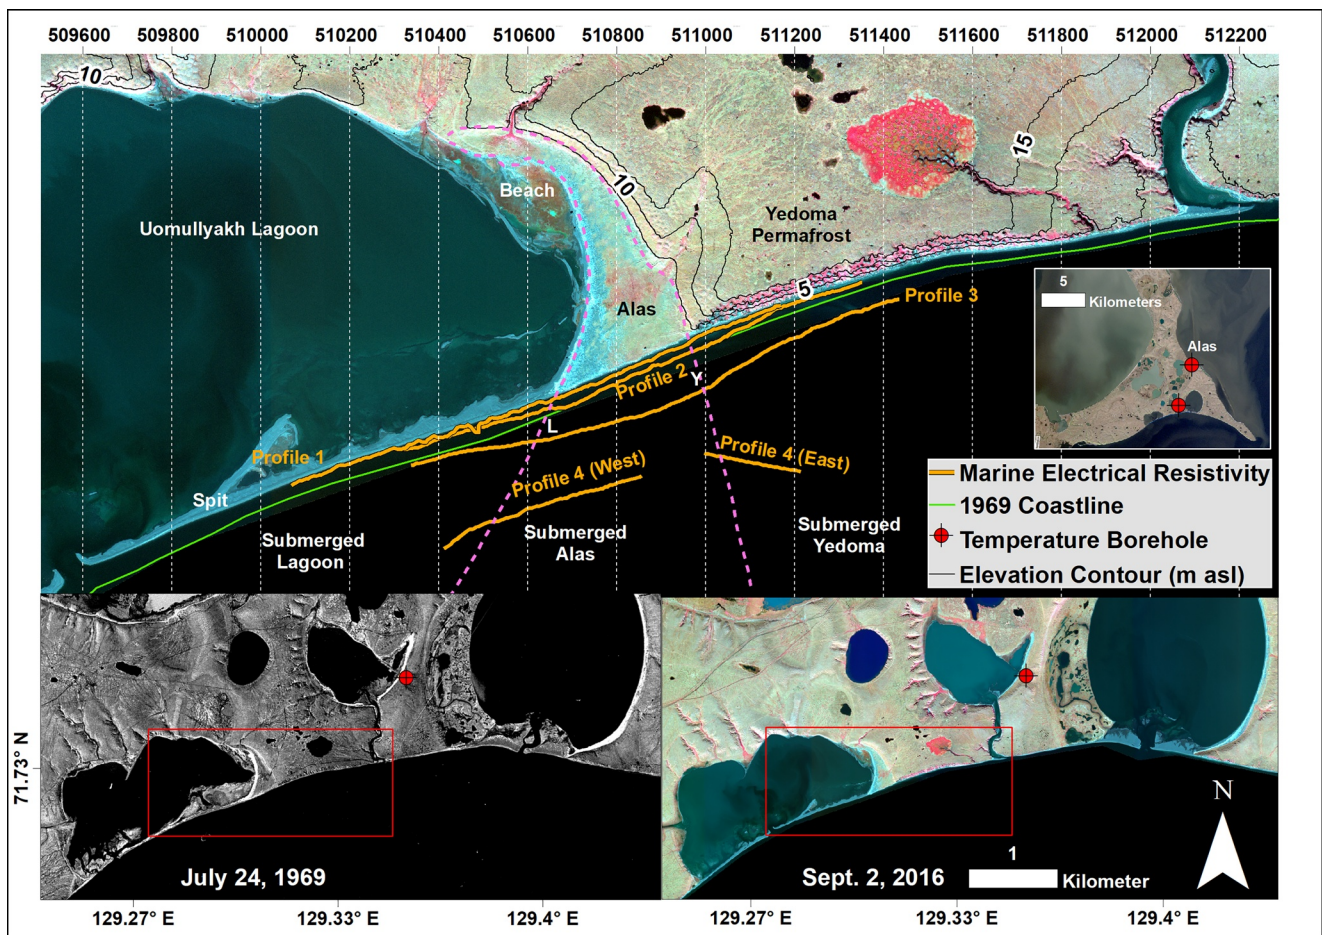 509600 509800 510000 510200 510400 510600 510800 511000 511200 511400 511600 511800 512000 512200
10
15
10
Beach
Yedoma
Permafrost
Uomullyakh Lagoon
5
Alas
Profile 3
5
Kilometers
Alas
Profile 2
Y
L
Profile 1
Profile 4 (West)
Profile 4 (East)
Spit
Submerged
Lagoon
Submerged
Alas
Submerged
Yedoma
Marine Electrical Resistivity
1969 Coastline
Temperature Borehole
Elevation Contour (m asl)
71.73° N
N
July 24, 1969
Sept. 2, 2016
1
Kilometer
129.27° E 129.33° E 129.4° E 129.27° E 129.33° E 129.4° E